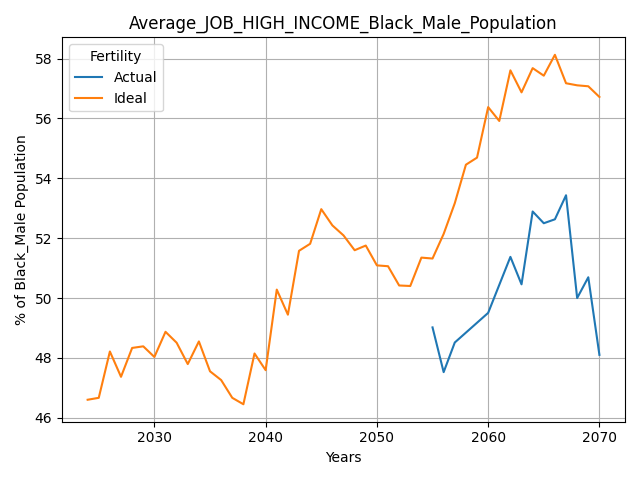 Average_JOB_HIGH_INCOME_Black_Male_Population
Fertility
Actual
Ideal
% of Black_Male Population
58
56
54
52
50
48
46
2030
2040
2050
2060
2070
Years